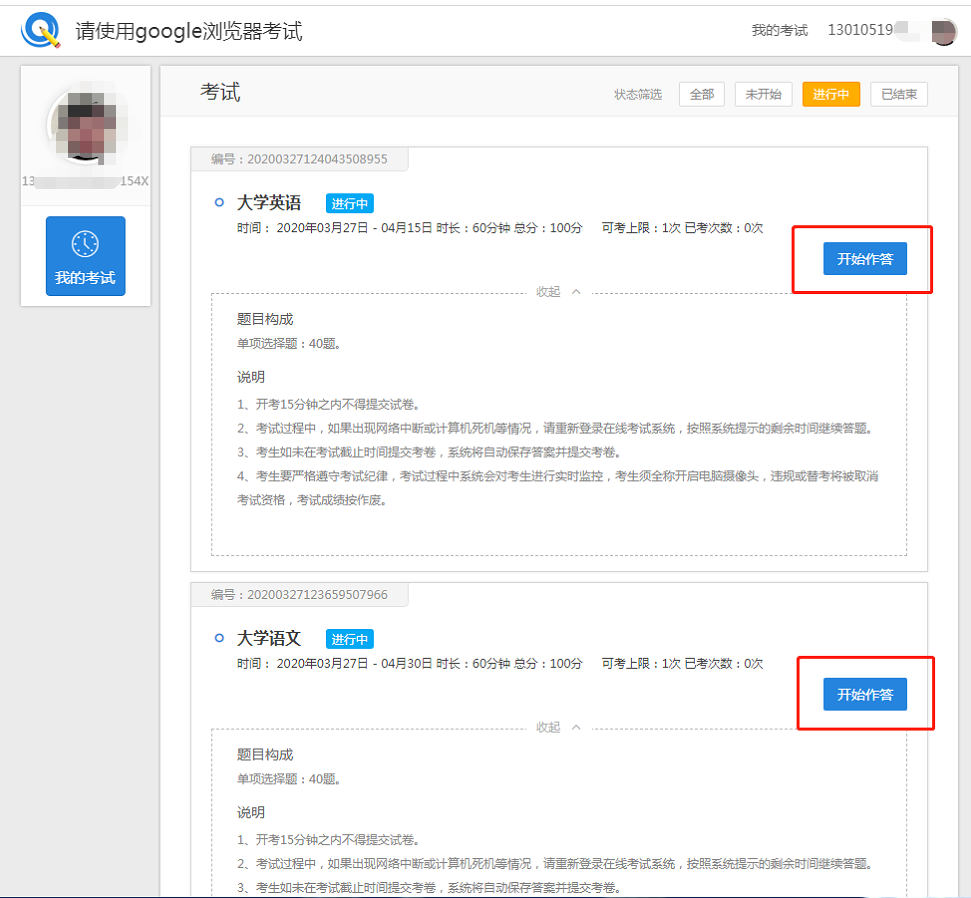 请使用google浏览器考试
我的考试 13010519
考试 状态筛选 全部 未开始 进行中 已结束
13 154X
我的考试
编号：20200327124043508955
大学英语 进行中
时间： 2020年03月27日 - 04月15日 时长：60分钟 总分：100分 可考上限：1次 已考次数：0次
开始作答
收起
题目构成
单项选择题：40题。
说明
1、开考15分钟之内不得提交试卷。
2、考试过程中，如果出现网络中断或计算机死机等情况，请重新登录在线考试系统，按照系统提示的剩余时间继续答题。
3、考生如未在考试截止时间提交考卷，系统将自动保存答案并提交考卷。
4、考生要严格遵守考试纪律，考试过程中系统会对考生进行实时监控，考生须全称开启电脑摄像头，违规或替考将被取消
考试资格，考试成绩按作废。
编号：20200327123659507966
大学语文 进行中
时间： 2020年03月27日 - 04月30日 时长：60分钟 总分：100分 可考上限：1次 已考次数：0次
开始作答
收起
题目构成
单项选择题：40题。
说明
1、开考15分钟之内不得提交试卷。
2、考试过程中，如果出现网络中断或计算机死机等情况，请重新登录在线考试系统，按照系统提示的剩余时间继续答题。
3、考生如未在考试截止时间提交考卷，系统将自动保存答案并提交考卷。